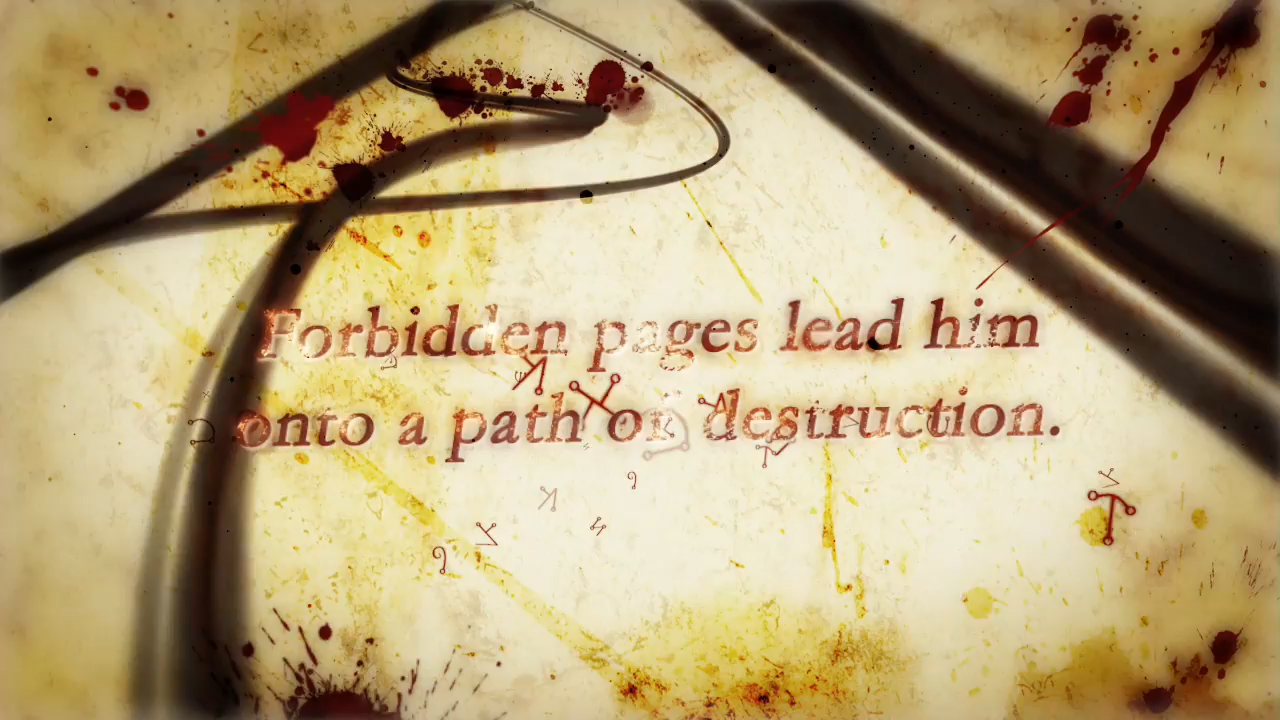 Forbidden pages lead him
onto a path of destruction.